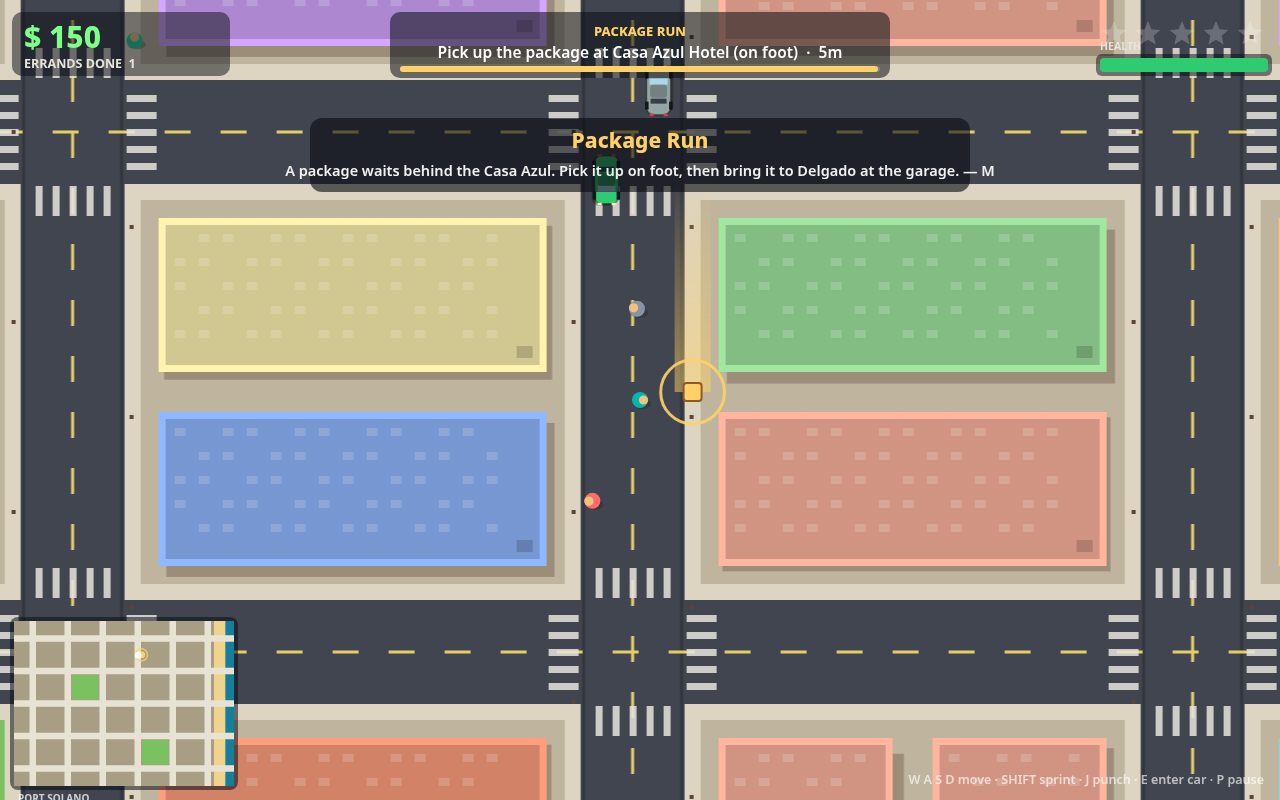 $ 150
ERRANDS DONE 1
PACKAGE RUN
Pick up the package at Casa Azul Hotel (on foot) · 5m
HEALTH
Package Run
A package waits behind the Casa Azul. Pick it up on foot, then bring it to Delgado at the garage. — M
W A S D move · SHIFT sprint · J punch · E enter car · P pause
PORT SOLANO